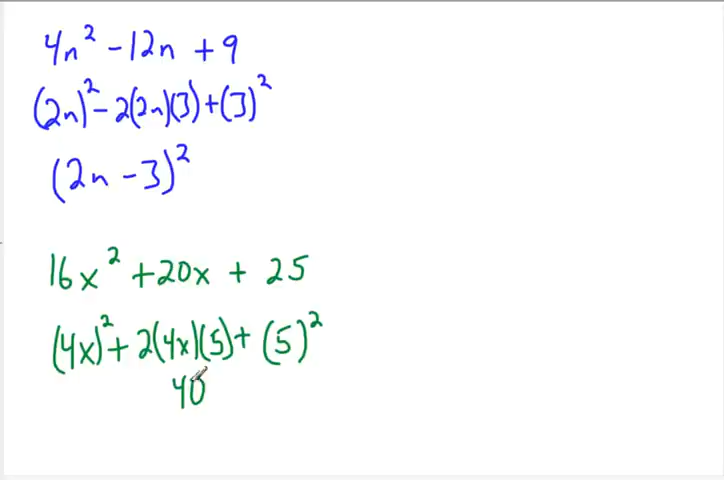 4n² - 12n + 9
(2n)² - 2(2n)(3) + (3)²
(2n - 3)²
16x² + 20x + 25
(4x)² + 2(4x)(5) + (5)²
40